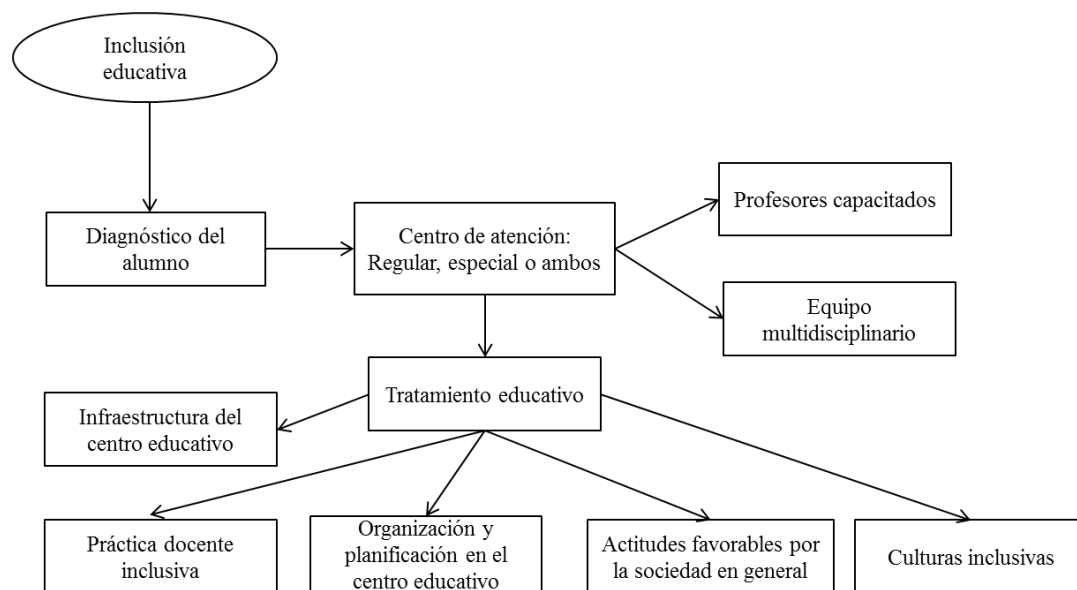 Inclusión
educativa
Diagnóstico del
alumno
Centro de atención:
Regular, especial o ambos
Profesores capacitados
Equipo
multidisciplinario
Tratamiento educativo
Infraestructura del
centro educativo
Práctica docente
inclusiva
Organización y
planificación en el
centro educativo
Actitudes favorables por
la sociedad en general
Culturas inclusivas